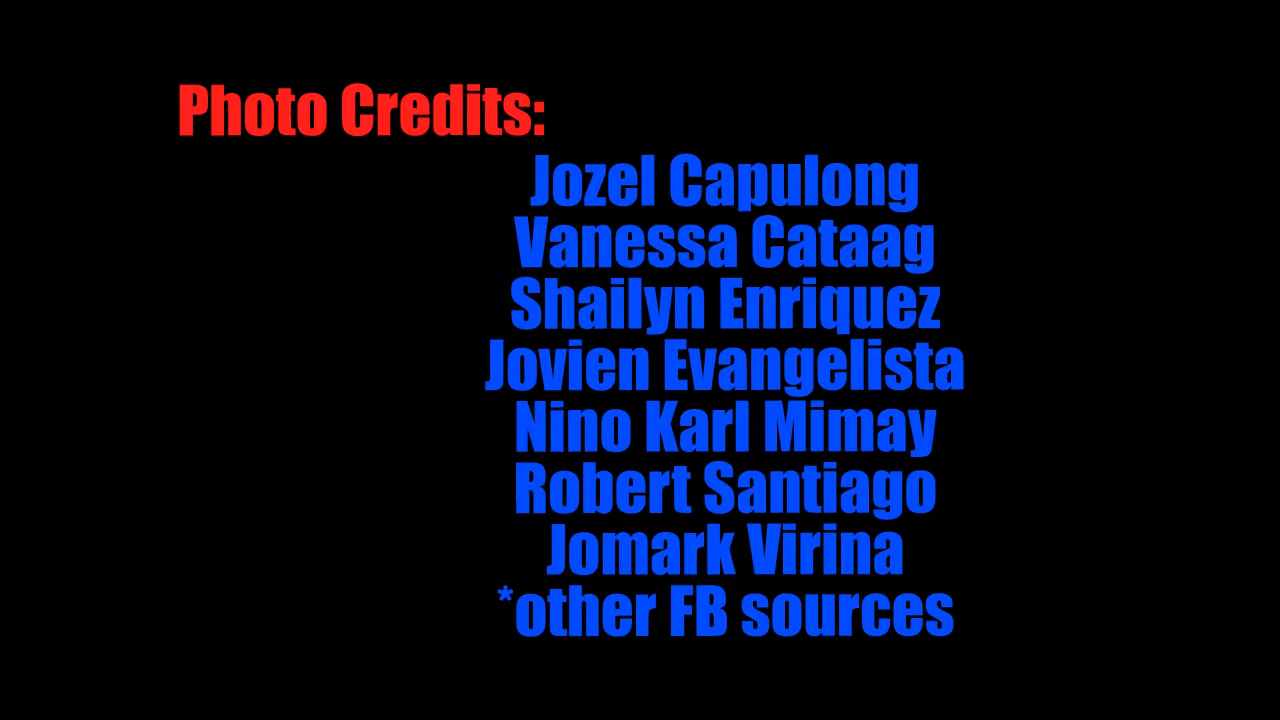 Photo Credits:
Jozel Capulong
Vanessa Cataag
Shailyn Enriquez
Jovien Evangelista
Nino Karl Mimay
Robert Santiago
Jomark Virina
*other FB sources